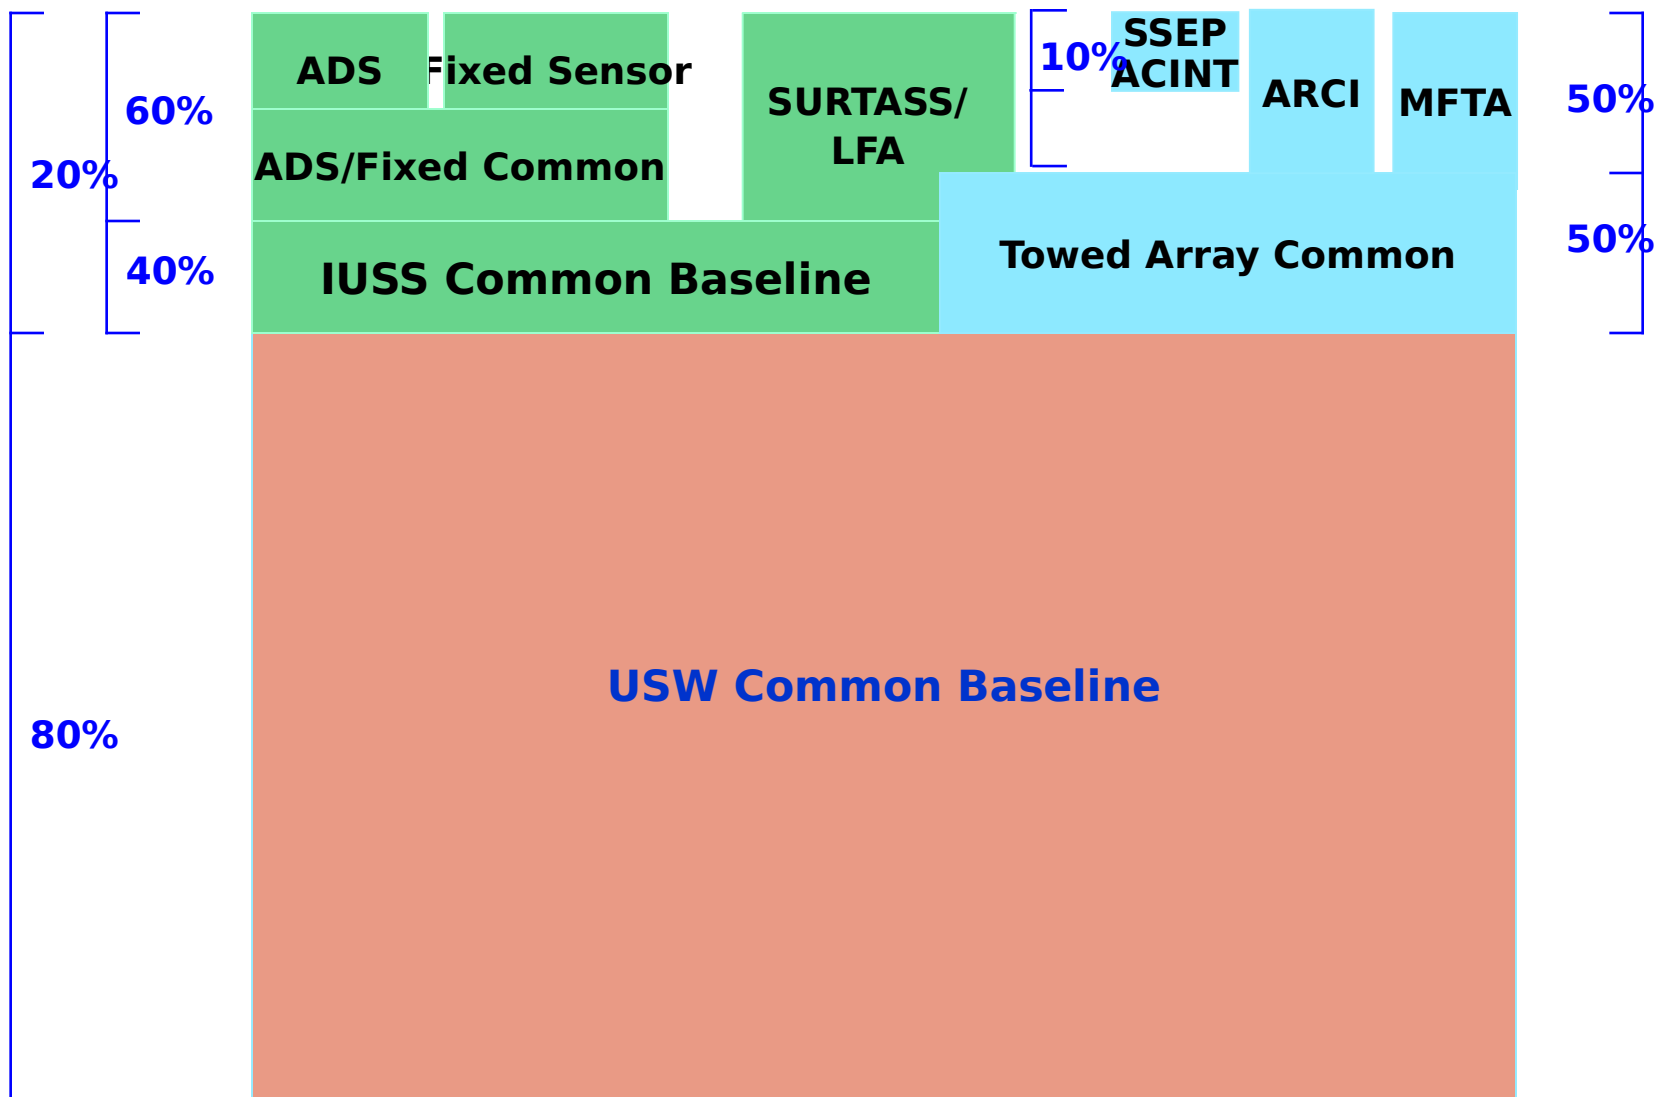 ADS
Fixed Sensor
SURTASS/
LFA
10%
SSEP
ACINT
ARCI
MFTA
50%
60%
20%
ADS/Fixed Common
40%
IUSS Common Baseline
Towed Array Common
50%
USW Common Baseline
80%